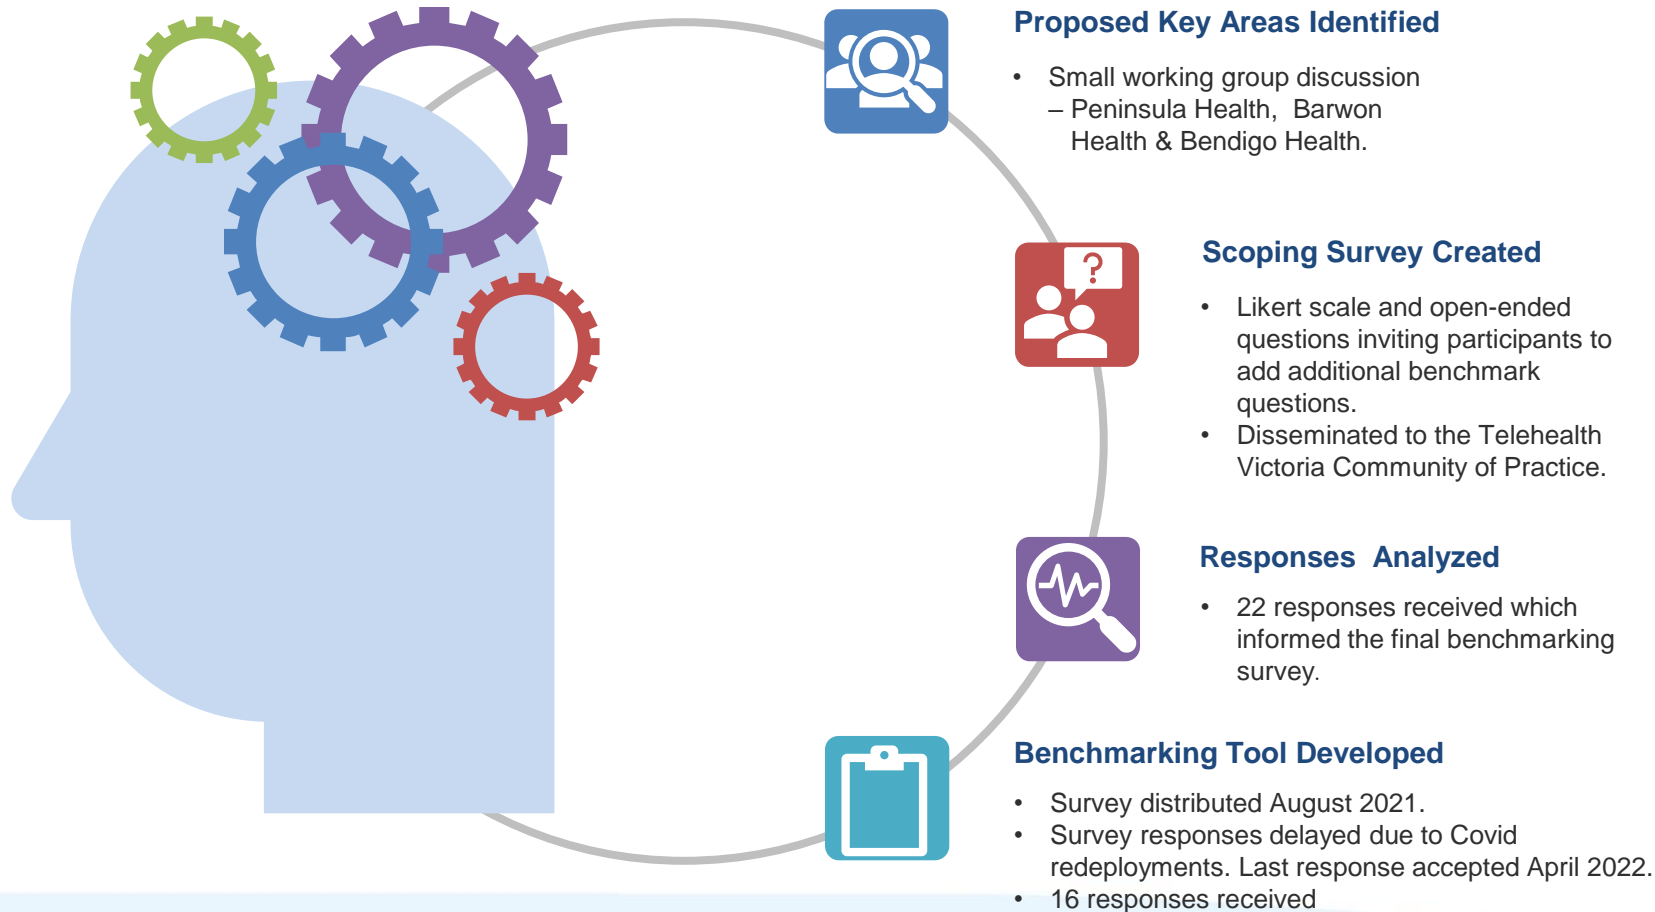 Proposed Key Areas Identified
• Small working group discussion
– Peninsula Health, Barwon
Health & Bendigo Health.
?
Scoping Survey Created
• Likert scale and open-ended
questions inviting participants to
add additional benchmark
questions.
• Disseminated to the Telehealth
Victoria Community of Practice.
Responses Analyzed
• 22 responses received which
informed the final benchmarking
survey.
Benchmarking Tool Developed
• Survey distributed August 2021.
• Survey responses delayed due to Covid
redeployments. Last response accepted April 2022.
• 16 responses received